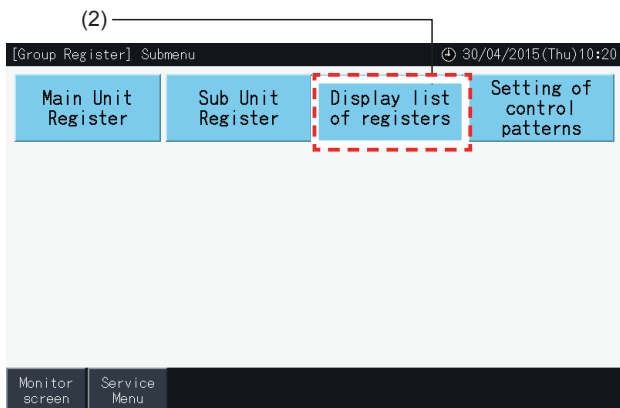 (2)
[Group Register] Submenu
30/04/2015(Thu)10:20
Main Unit
Register
Sub Unit
Register
Display list
of registers
Setting of
control
patterns
Monitor
screen
Service
Menu